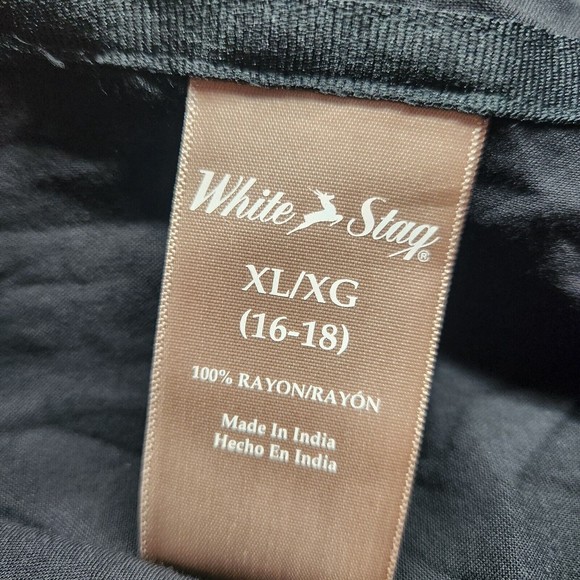 White Stag®
XL/XG
(16-18)
100% RAYON/RAYÓN
Made In India
Hecho En India